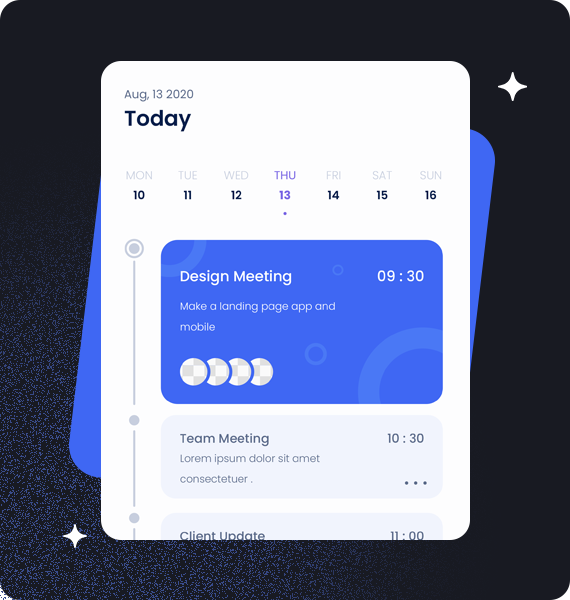 Aug, 13 2020
Today
MON TUE WED THU FRI SAT SUN
10 11 12 13 14 15 16
Design Meeting 09 : 30
Make a landing page app and
mobile
Team Meeting 10 : 30
Lorem ipsum dolor sit amet
consectetuer .
Client Update 11 : 00